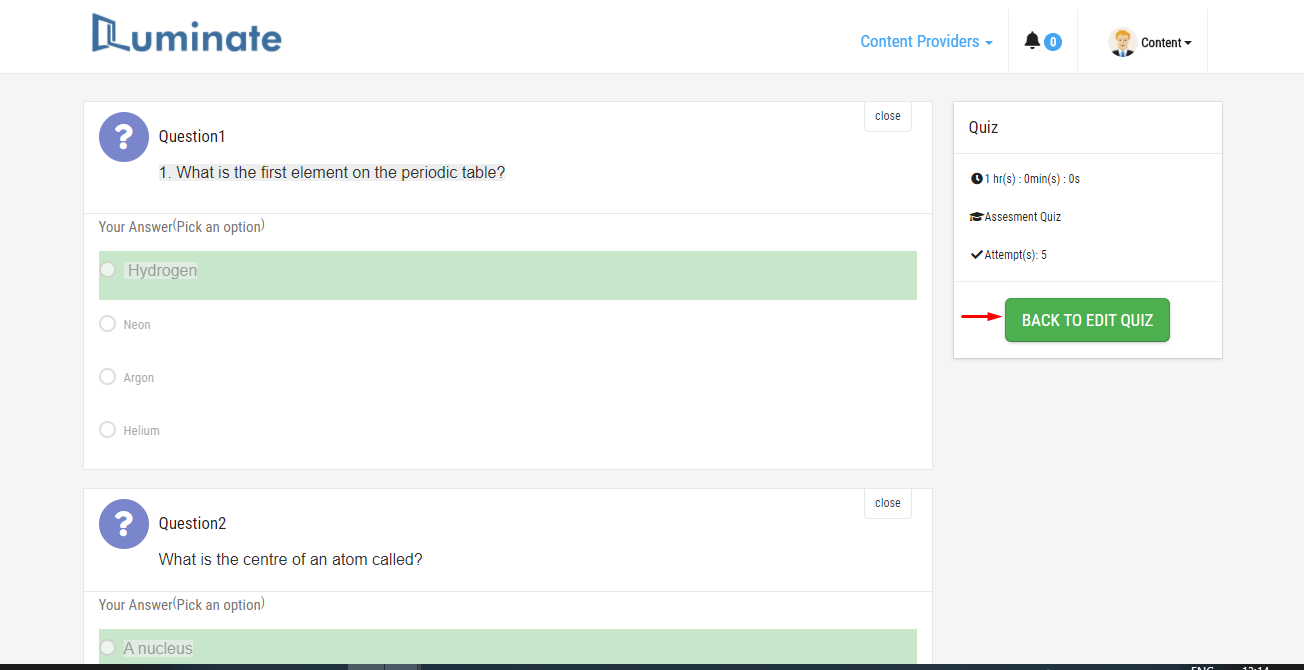 Luminate
Content Providers
0
Content
? Question1
close
1. What is the first element on the periodic table?
Your Answer(Pick an option)
Hydrogen
Neon
Argon
Helium
? Question2
close
What is the centre of an atom called?
Your Answer(Pick an option)
A nucleus
Quiz
1 hr(s) : 0min(s) : 0s
Assesment Quiz
Attempt(s): 5
BACK TO EDIT QUIZ